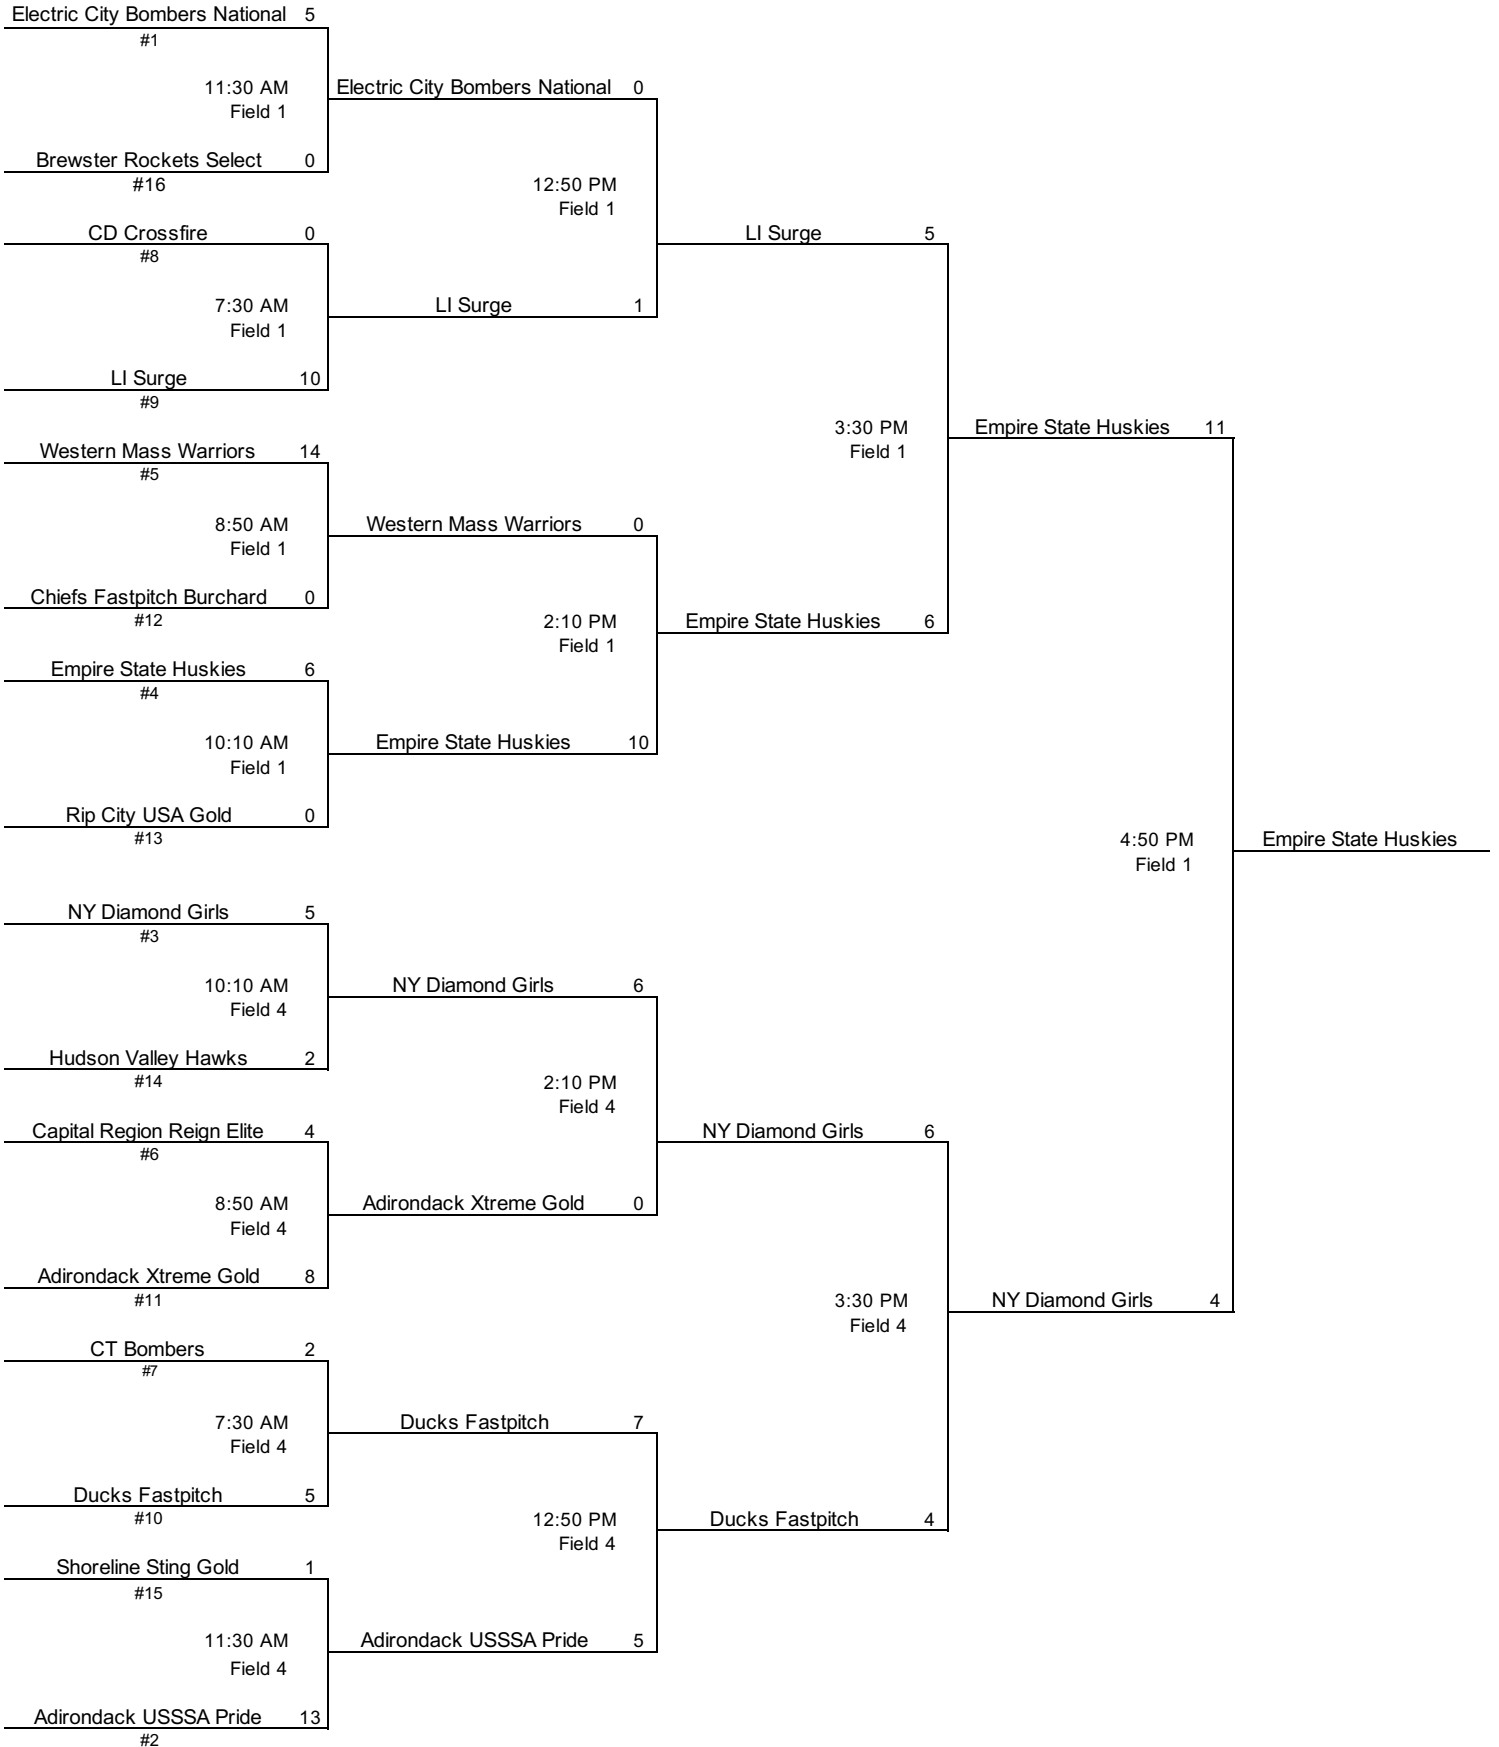 Electric City Bombers National 5
#1
11:30 AM
Field 1
Electric City Bombers National 0
Brewster Rockets Select 0
#16
12:50 PM
Field 1
CD Crossfire 0
#8
LI Surge 5
7:30 AM
Field 1
LI Surge 1
LI Surge 10
#9
3:30 PM
Field 1
Empire State Huskies 11
Western Mass Warriors 14
#5
8:50 AM
Field 1
Western Mass Warriors 0
Chiefs Fastpitch Burchard 0
#12
2:10 PM
Field 1
Empire State Huskies 6
Empire State Huskies 6
#4
10:10 AM
Field 1
Empire State Huskies 10
Rip City USA Gold 0
#13
4:50 PM
Field 1
Empire State Huskies
NY Diamond Girls 5
#3
10:10 AM
Field 4
NY Diamond Girls 6
Hudson Valley Hawks 2
#14
2:10 PM
Field 4
Capital Region Reign Elite 4
#6
NY Diamond Girls 6
8:50 AM
Field 4
Adirondack Xtreme Gold 0
Adirondack Xtreme Gold 8
#11
3:30 PM
Field 4
NY Diamond Girls 4
CT Bombers 2
#7
7:30 AM
Field 4
Ducks Fastpitch 7
Ducks Fastpitch 5
#10
12:50 PM
Field 4
Ducks Fastpitch 4
Shoreline Sting Gold 1
#15
11:30 AM
Field 4
Adirondack USSSA Pride 5
Adirondack USSSA Pride 13
#2